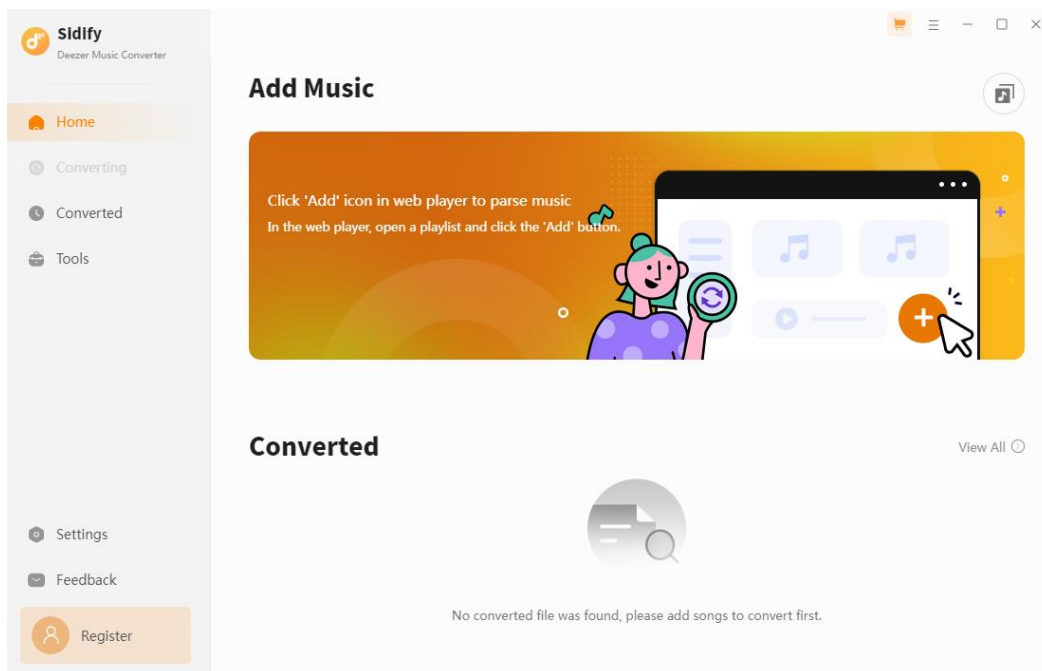 Sidify
Deezer Music Converter
Home
Converting
Converted
Tools
Settings
Feedback
Register
Add Music
Click 'Add' icon in web player to parse music
In the web player, open a playlist and click the 'Add' button.
Converted
View All
No converted file was found, please add songs to convert first.